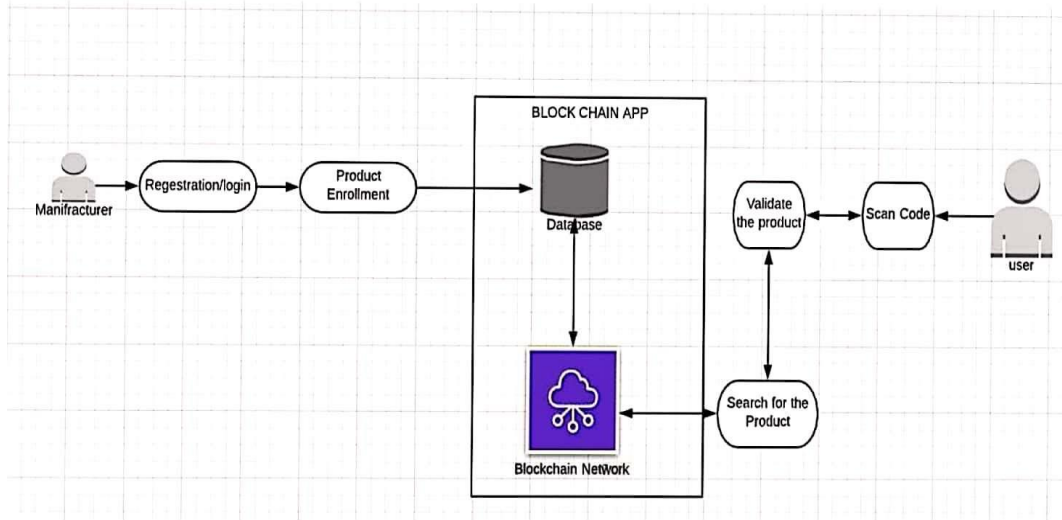 BLOCK CHAIN APP
Manifracturer
Regestration/login
Product
Enrollment
Database
Validate
the product
Scan Code
user
Search for the
Product
Blockchain Network